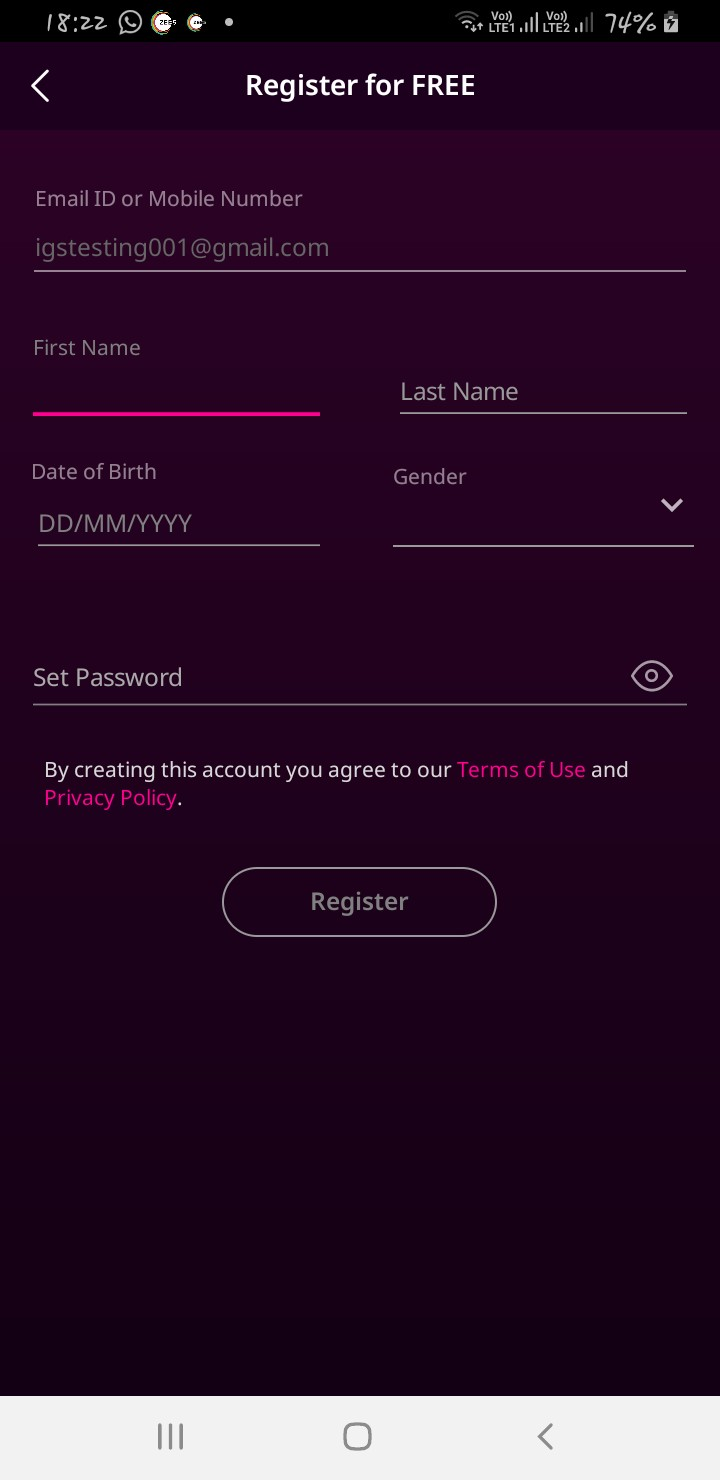 18:22 Vo)) LTE1 Vo)) LTE2 74%
Register for FREE
Email ID or Mobile Number
igstesting001@gmail.com
First Name
Last Name
Date of Birth
Gender
DD/MM/YYYY
Set Password
By creating this account you agree to our Terms of Use and
Privacy Policy.
Register